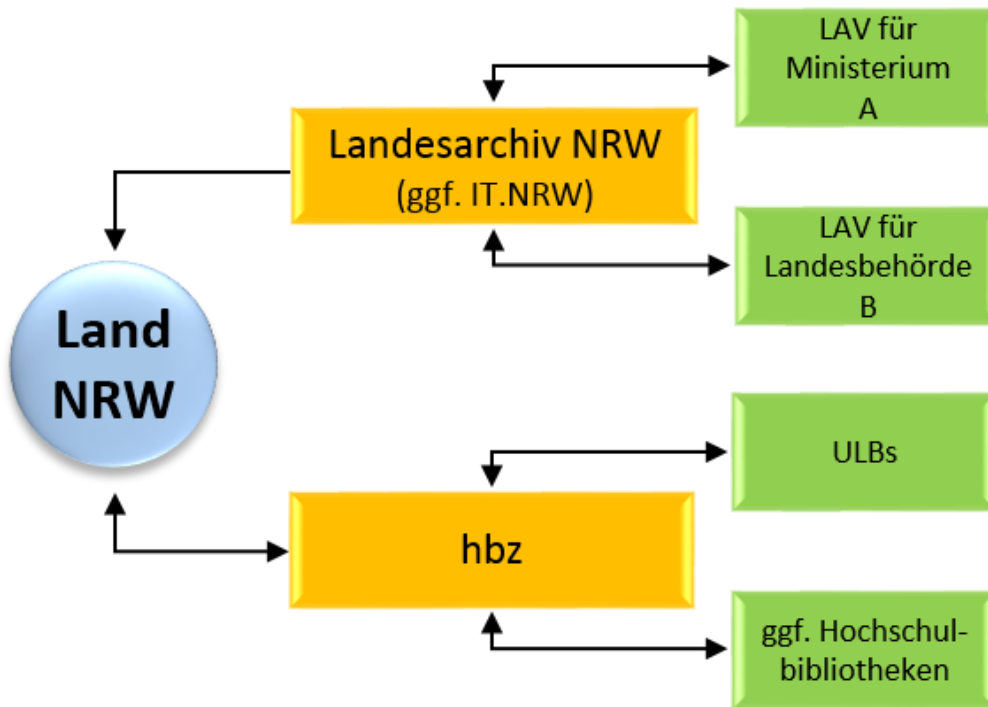 LAV für
Ministerium
A
Landesarchiv NRW
(ggf. IT.NRW)
LAV für
Landesbehörde
B
Land
NRW
ULBs
hbz
ggf. Hochschul-
bibliotheken